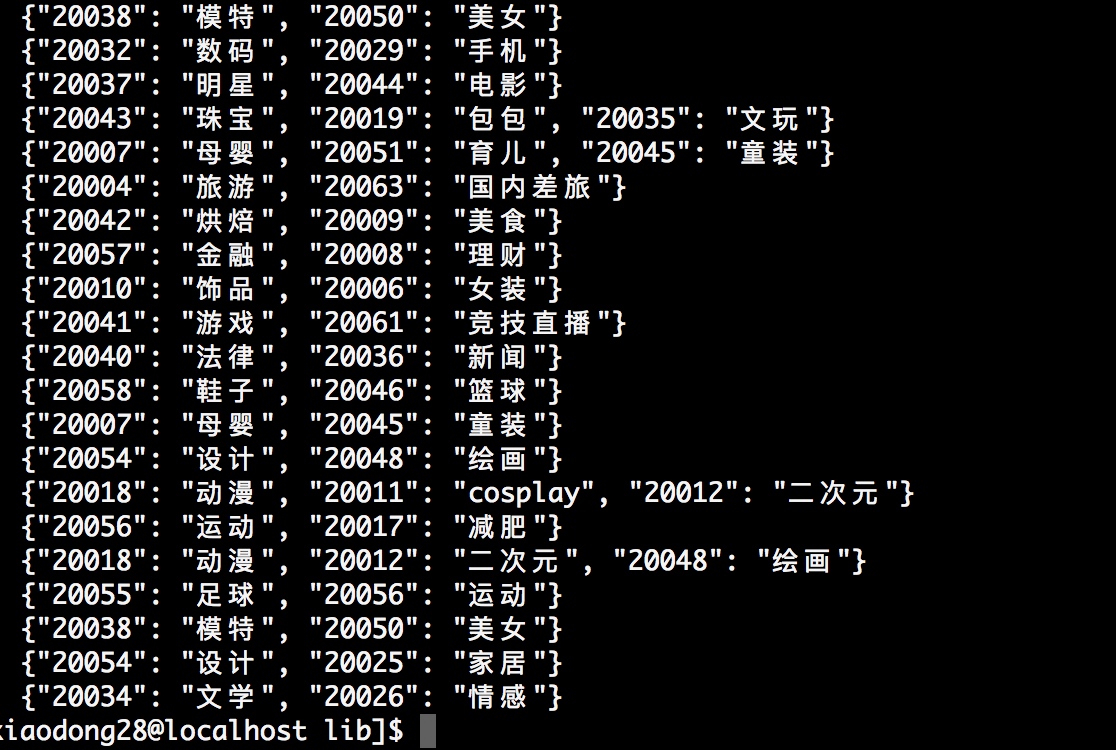 {"20038": "模特", "20050": "美女"}
{"20032": "数码", "20029": "手机"}
{"20037": "明星", "20044": "电影"}
{"20043": "珠宝", "20019": "包包", "20035": "文玩"}
{"20007": "母婴", "20051": "育儿", "20045": "童装"}
{"20004": "旅游", "20063": "国内差旅"}
{"20042": "烘焙", "20009": "美食"}
{"20057": "金融", "20008": "理财"}
{"20010": "饰品", "20006": "女装"}
{"20041": "游戏", "20061": "竞技直播"}
{"20040": "法律", "20036": "新闻"}
{"20058": "鞋子", "20046": "篮球"}
{"20007": "母婴", "20045": "童装"}
{"20054": "设计", "20048": "绘画"}
{"20018": "动漫", "20011": "cosplay", "20012": "二次元"}
{"20056": "运动", "20017": "减肥"}
{"20018": "动漫", "20012": "二次元", "20048": "绘画"}
{"20055": "足球", "20056": "运动"}
{"20038": "模特", "20050": "美女"}
{"20054": "设计", "20025": "家居"}
{"20034": "文学", "20026": "情感"}
xiaodong28@localhost lib]$